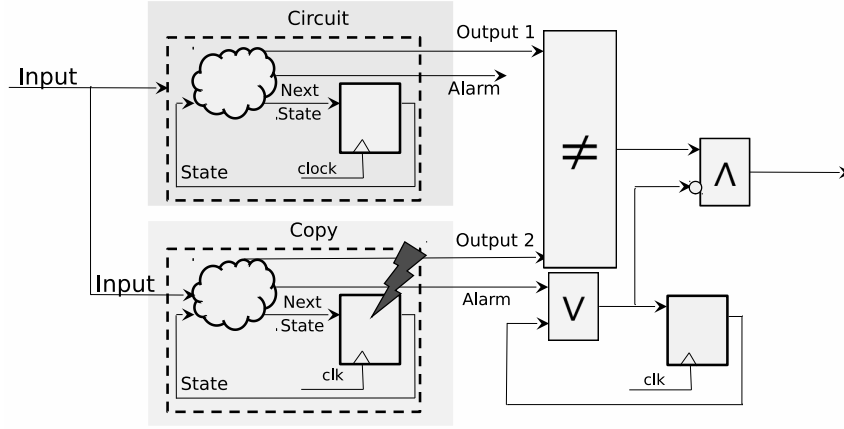 Circuit
Output 1
Input
Next
State
Alarm
State
clock
≠
Λ
Copy
Output 2
Input
Next
State
Alarm
State
clk
V
clk